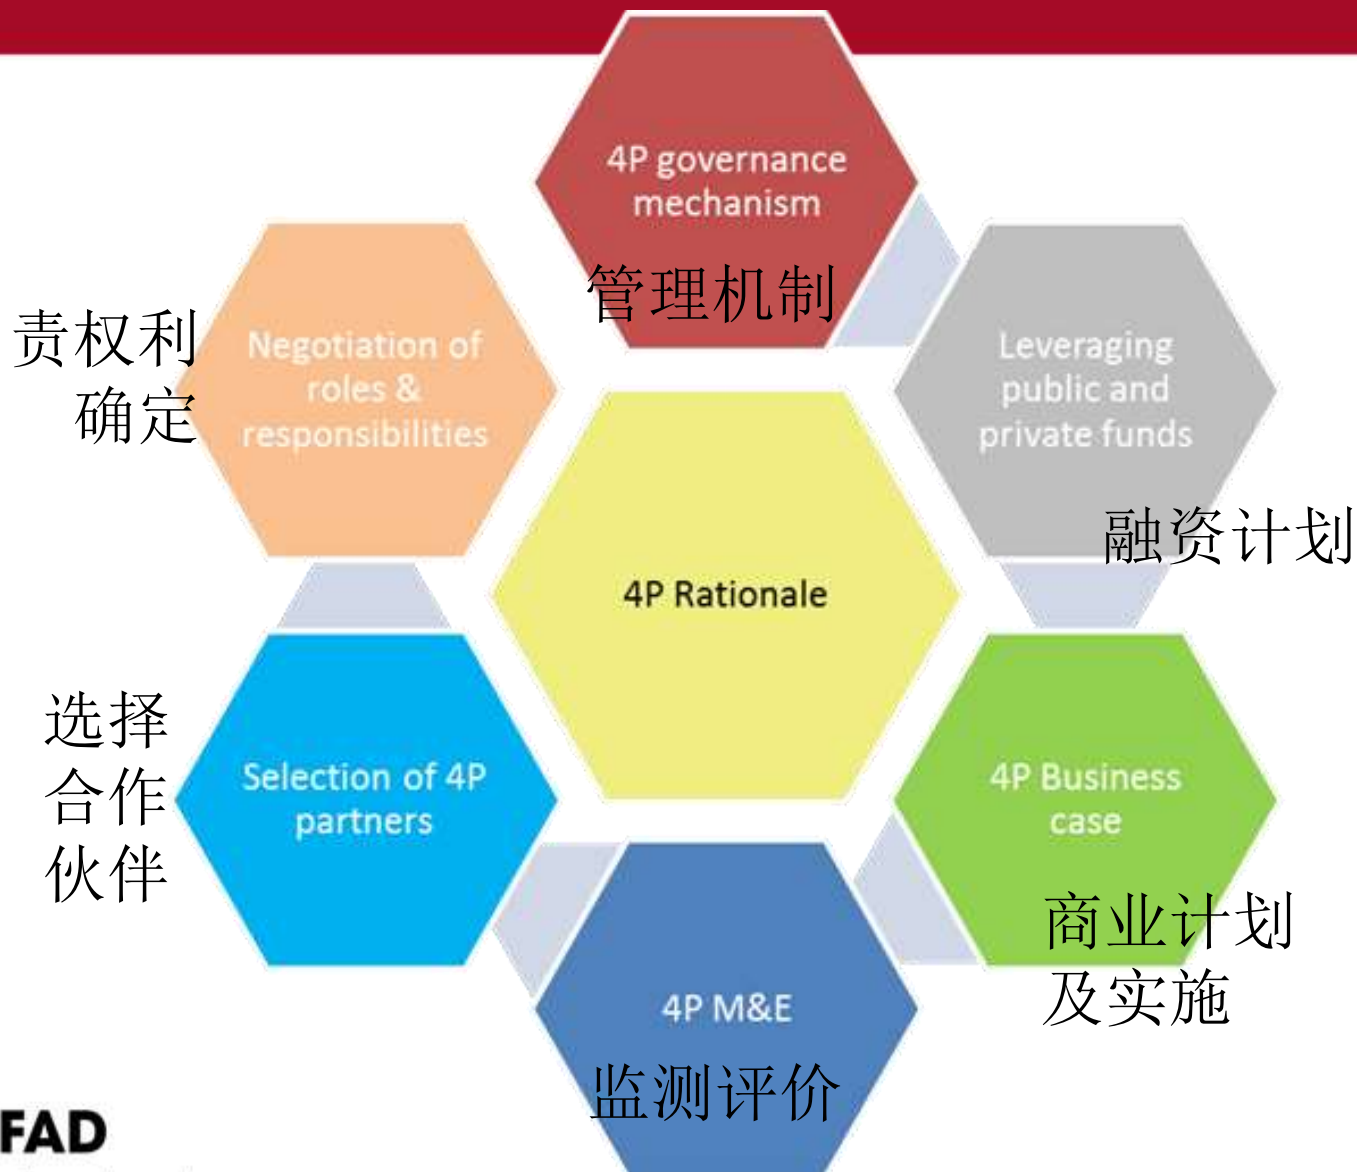 4P governance
mechanism
管理机制
责权利
确定
Negotiation of
roles &
responsibilities
Leveraging
public and
private funds
融资计划
4P Rationale
选择
合作
伙伴
Selection of 4P
partners
4P Business
case
商业计划
及实施
4P M&E
监测评价
FAD